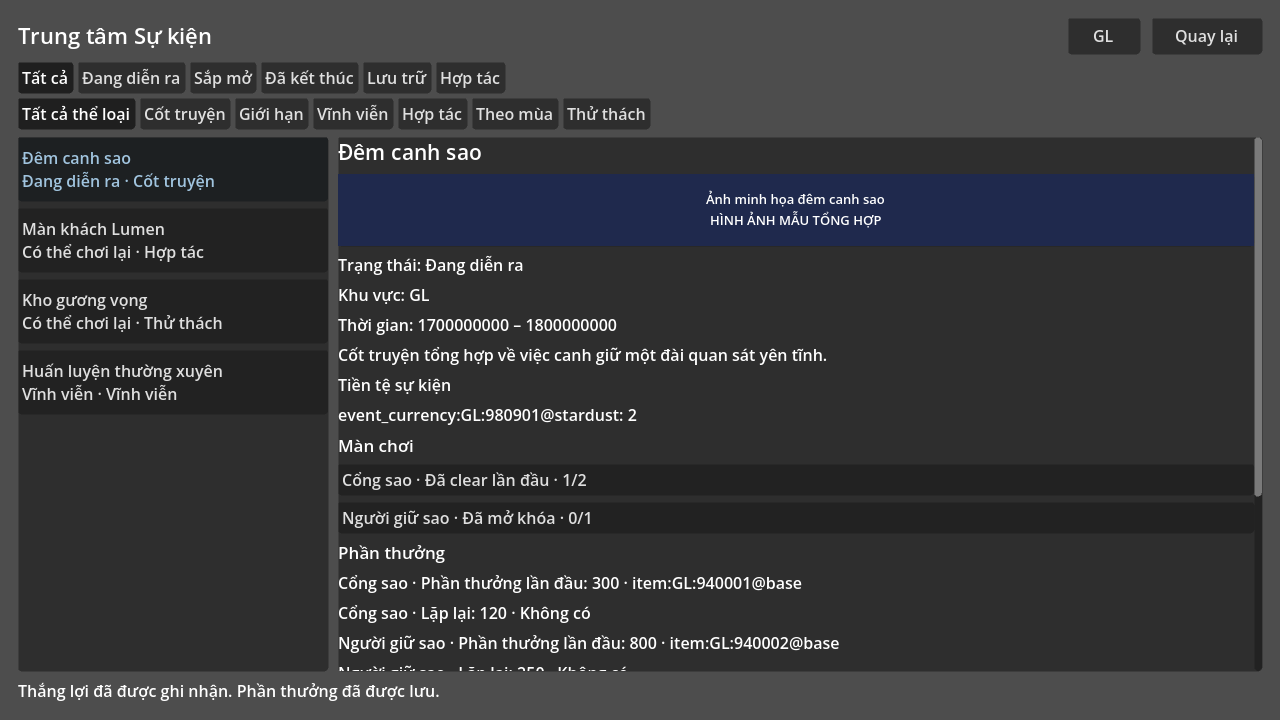 Trung tâm Sự kiện
GL
Quay lại
Tất cả
Đang diễn ra
Sắp mở
Đã kết thúc
Lưu trữ
Hợp tác
Tất cả thể loại
Cốt truyện
Giới hạn
Vĩnh viễn
Hợp tác
Theo mùa
Thử thách
Đêm canh sao
Đang diễn ra · Cốt truyện
Màn khách Lumen
Có thể chơi lại · Hợp tác
Kho gương vọng
Có thể chơi lại · Thử thách
Huấn luyện thường xuyên
Vĩnh viễn · Vĩnh viễn
Đêm canh sao
Ảnh minh họa đêm canh sao
HÌNH ẢNH MẪU TỔNG HỢP
Trạng thái: Đang diễn ra
Khu vực: GL
Thời gian: 1700000000 – 1800000000
Cốt truyện tổng hợp về việc canh giữ một đài quan sát yên tĩnh.
Tiền tệ sự kiện
event_currency:GL:980901@stardust: 2
Màn chơi
Cổng sao · Đã clear lần đầu · 1/2
Người giữ sao · Đã mở khóa · 0/1
Phần thưởng
Cổng sao · Phần thưởng lần đầu: 300 · item:GL:940001@base
Cổng sao · Lặp lại: 120 · Không có
Người giữ sao · Phần thưởng lần đầu: 800 · item:GL:940002@base
Người giữ sao · Lặp lại: 250 · Không có
Thắng lợi đã được ghi nhận. Phần thưởng đã được lưu.